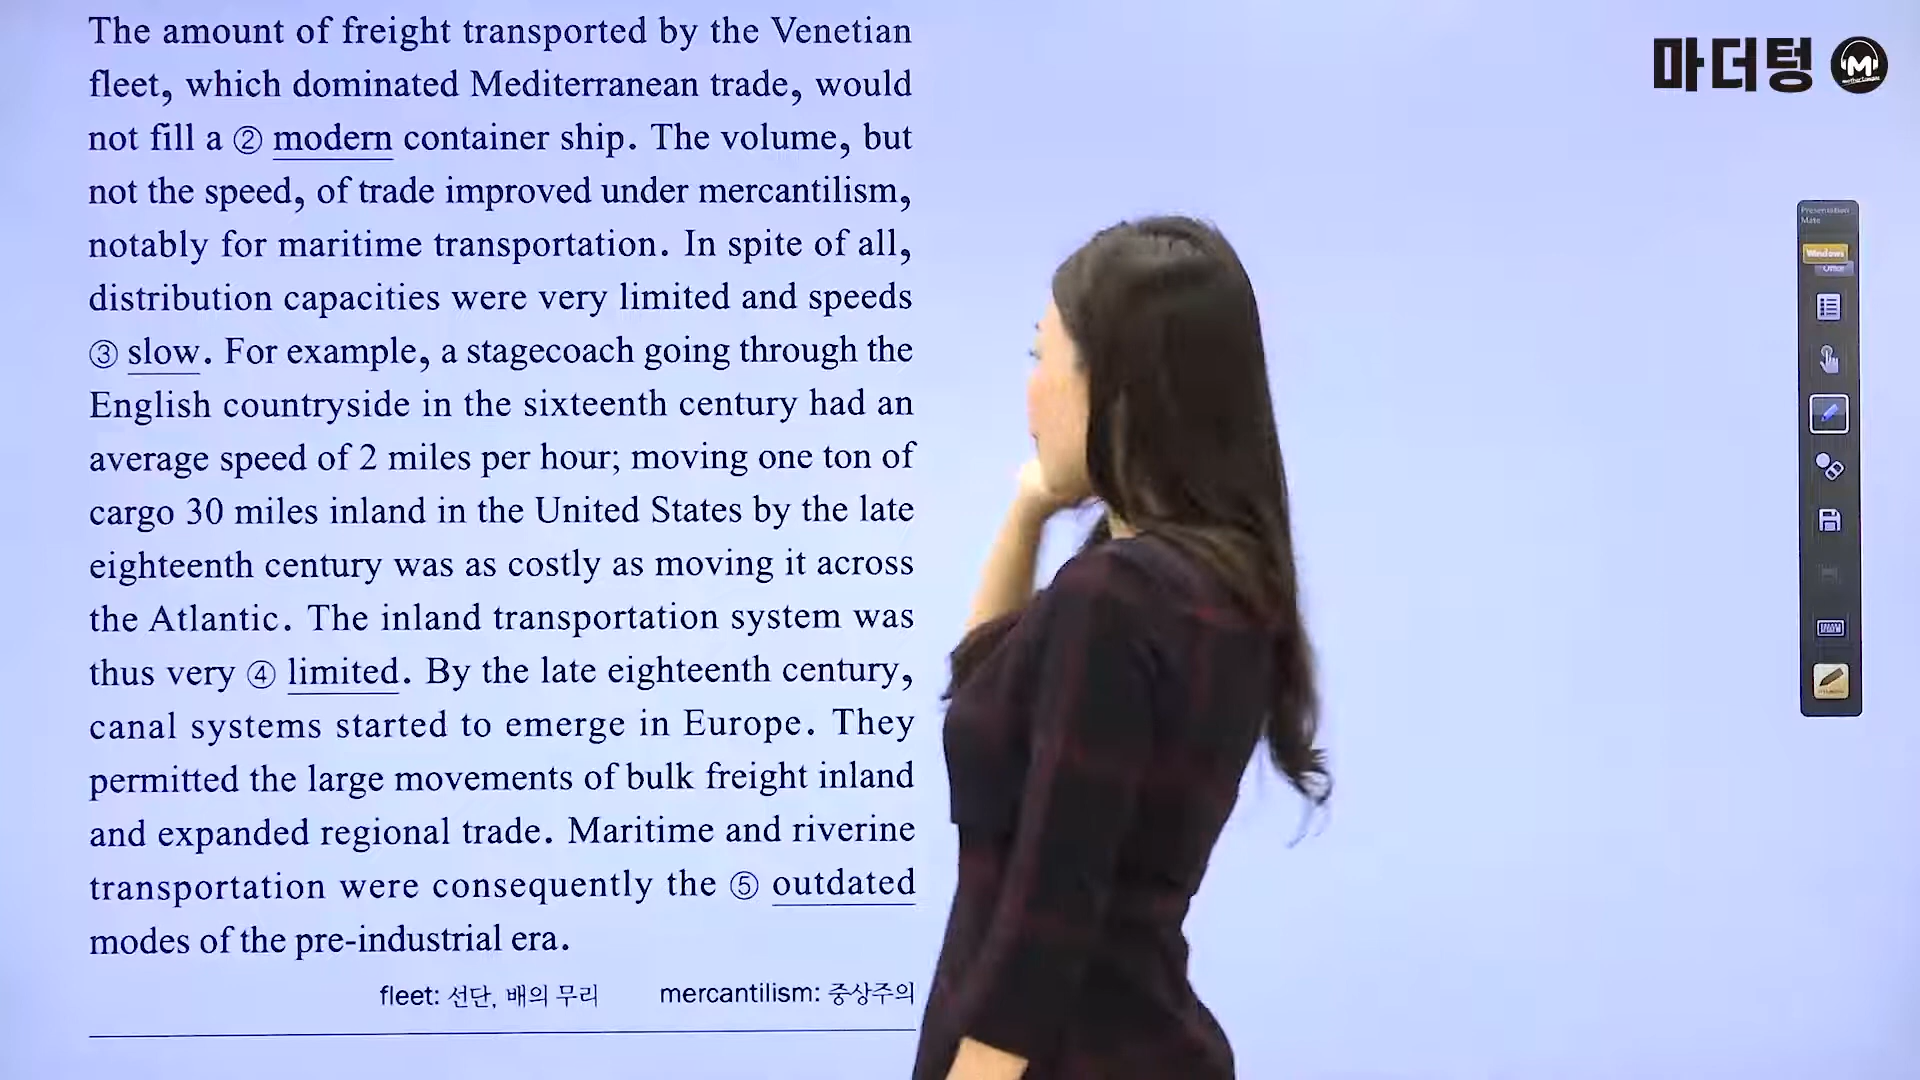 The amount of freight transported by the Venetian
fleet, which dominated Mediterranean trade, would
not fill a ② modern container ship. The volume, but
not the speed, of trade improved under mercantilism,
notably for maritime transportation. In spite of all,
distribution capacities were very limited and speeds
③ slow. For example, a stagecoach going through the
English countryside in the sixteenth century had an
average speed of 2 miles per hour; moving one ton of
cargo 30 miles inland in the United States by the late
eighteenth century was as costly as moving it across
the Atlantic. The inland transportation system was
thus very ④ limited. By the late eighteenth century,
canal systems started to emerge in Europe. They
permitted the large movements of bulk freight inland
and expanded regional trade. Maritime and riverine
transportation were consequently the ⑤ outdated
modes of the pre-industrial era.
fleet: 선단, 배의 무리 mercantilism: 중상주의
마더텅 M
Presentation
Mate
Windows
Office